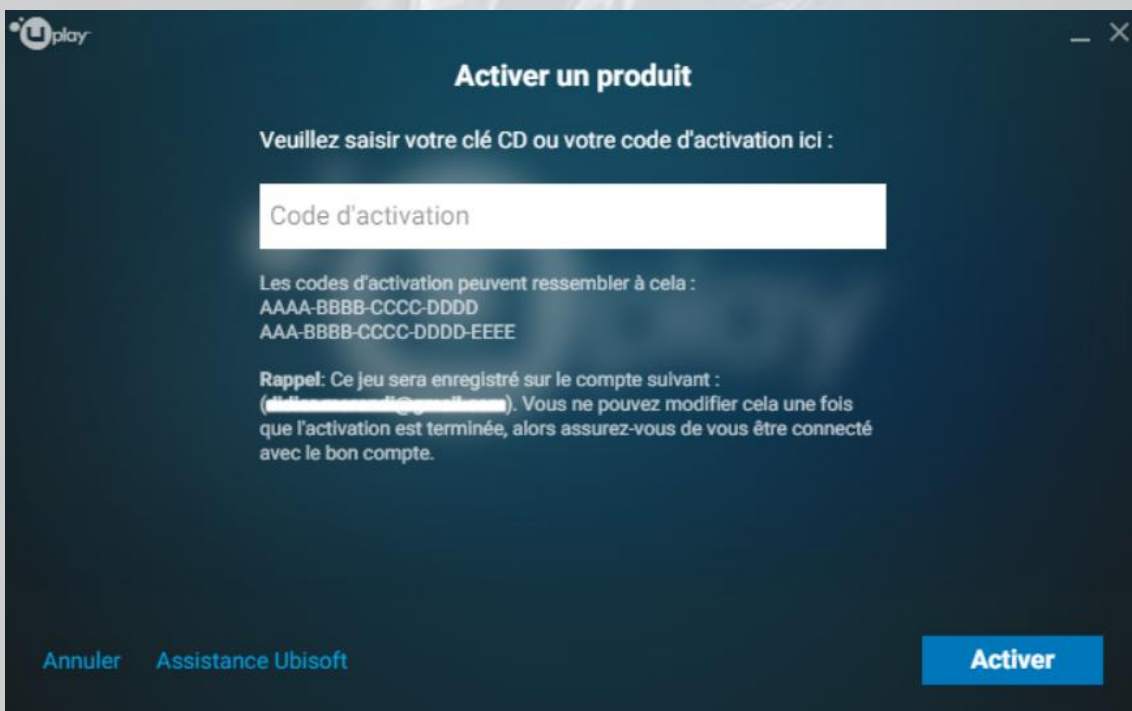 Uplay
Activer un produit
Veuillez saisir votre clé CD ou votre code d'activation ici :
Code d'activation
Les codes d'activation peuvent ressembler à cela :
AAAA-BBBB-CCCC-DDDD
AAA-BBBB-CCCC-DDDD-EEEE
Rappel: Ce jeu sera enregistré sur le compte suivant :
( ). Vous ne pouvez modifier cela une fois
que l'activation est terminée, alors assurez-vous de vous être connecté
avec le bon compte.
Annuler Assistance Ubisoft
Activer